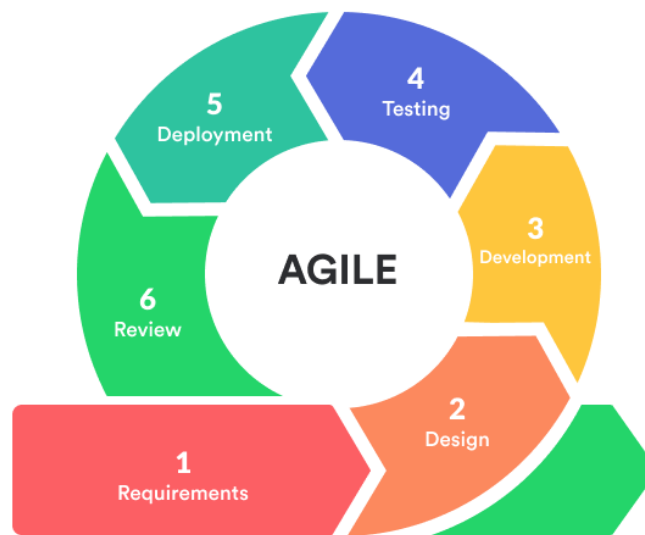 AGILE
1
Requirements
2
Design
3
Development
4
Testing
5
Deployment
6
Review